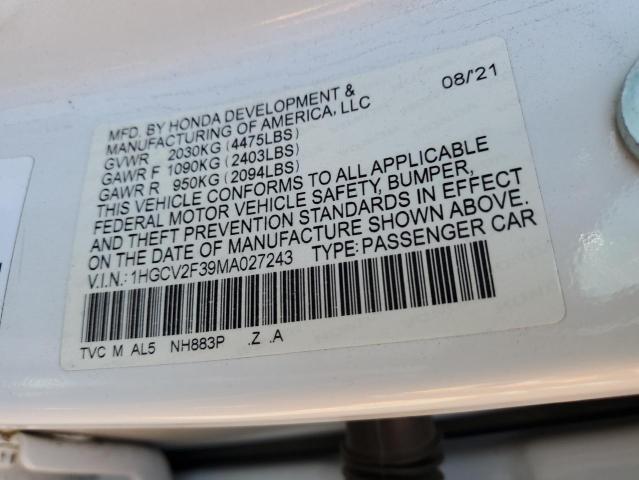 08/'21
MFD. BY HONDA DEVELOPMENT &
MANUFACTURING OF AMERICA, LLC
GVWR 2030KG (4475LBS)
GAWR F 1090KG (2403LBS)
GAWR R 950KG (2094LBS)
THIS VEHICLE CONFORMS TO ALL APPLICABLE
FEDERAL MOTOR VEHICLE SAFETY, BUMPER,
AND THEFT PREVENTION STANDARDS IN EFFECT
ON THE DATE OF MANUFACTURE SHOWN ABOVE.
V.I.N.: 1HGCV2F39MA027243 TYPE: PASSENGER CAR
TVC M AL5 NH883P .Z .A